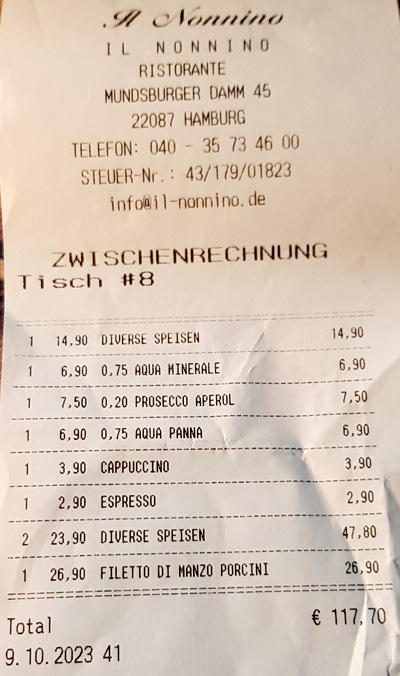 Il Nonnino
IL NONNINO
RISTORANTE
MUNDSBURGER DAMM 45
22087 HAMBURG
TELEFON: 040 - 35 73 46 00
STEUER-Nr.: 43/179/01823
info@il-nonnino.de
ZWISCHENRECHNUNG
Tisch #8
1 14,90 DIVERSE SPEISEN 14,90
1 6,90 0,75 AQUA MINERALE 6,90
1 7,50 0,20 PROSECCO APEROL 7,50
1 6,90 0,75 AQUA PANNA 6,90
1 3,90 CAPPUCCINO 3,90
1 2,90 ESPRESSO 2,90
2 23,90 DIVERSE SPEISEN 47,80
1 26,90 FILETTO DI MANZO PORCINI 26,90
Total € 117,70
9.10.2023 41